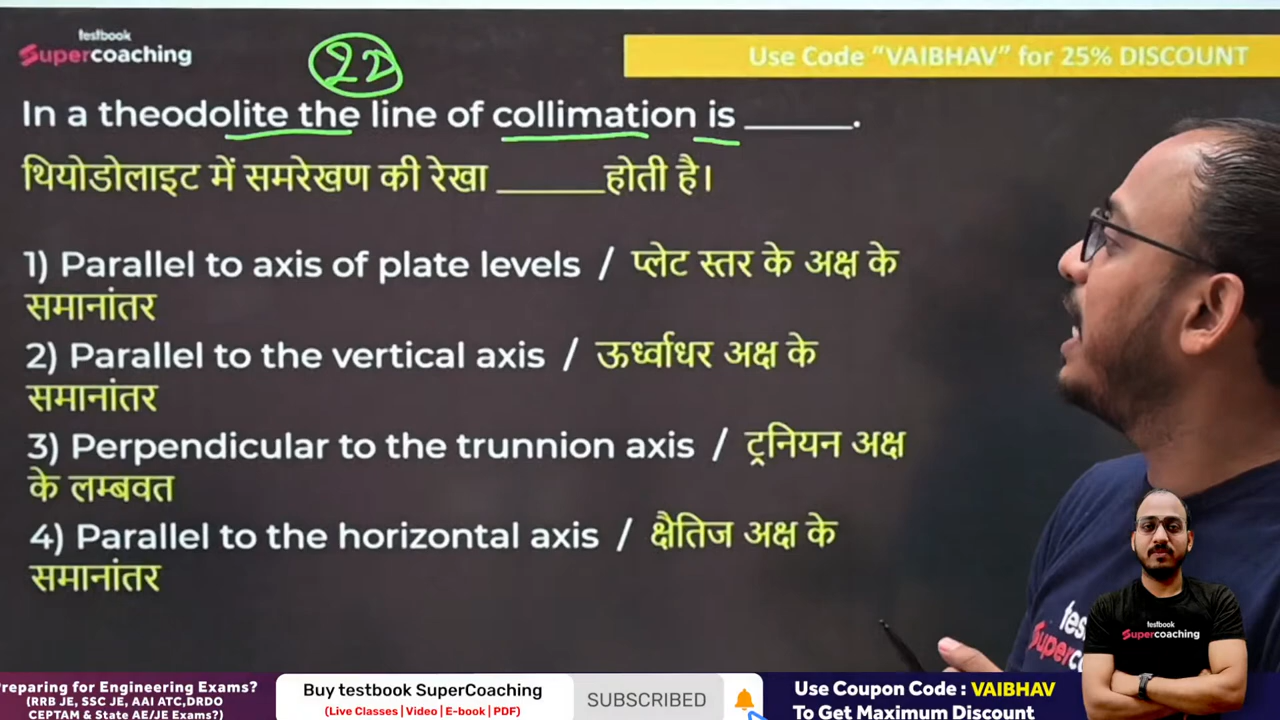 testbook
Supercoaching
22
Use Code “VAIBHAV” for 25% DISCOUNT
In a theodolite the line of collimation is ______.
थियोडोलाइट में समरेखण की रेखा ______होती है।
1) Parallel to axis of plate levels / प्लेट स्तर के अक्ष के
समानांतर
2) Parallel to the vertical axis / ऊर्ध्वाधर अक्ष के
समानांतर
3) Perpendicular to the trunnion axis / ट्रनियन अक्ष
के लम्बवत
4) Parallel to the horizontal axis / क्षैतिज अक्ष के
समानांतर
testbook
Supercoaching
Preparing for Engineering Exams?
(RRB JE, SSC JE, AAI ATC,DRDO
CEPTAM & State AE/JE Exams?)
Buy testbook SuperCoaching
(Live Classes | Video | E-book | PDF)
SUBSCRIBED
Use Coupon Code : VAIBHAV
To Get Maximum Discount